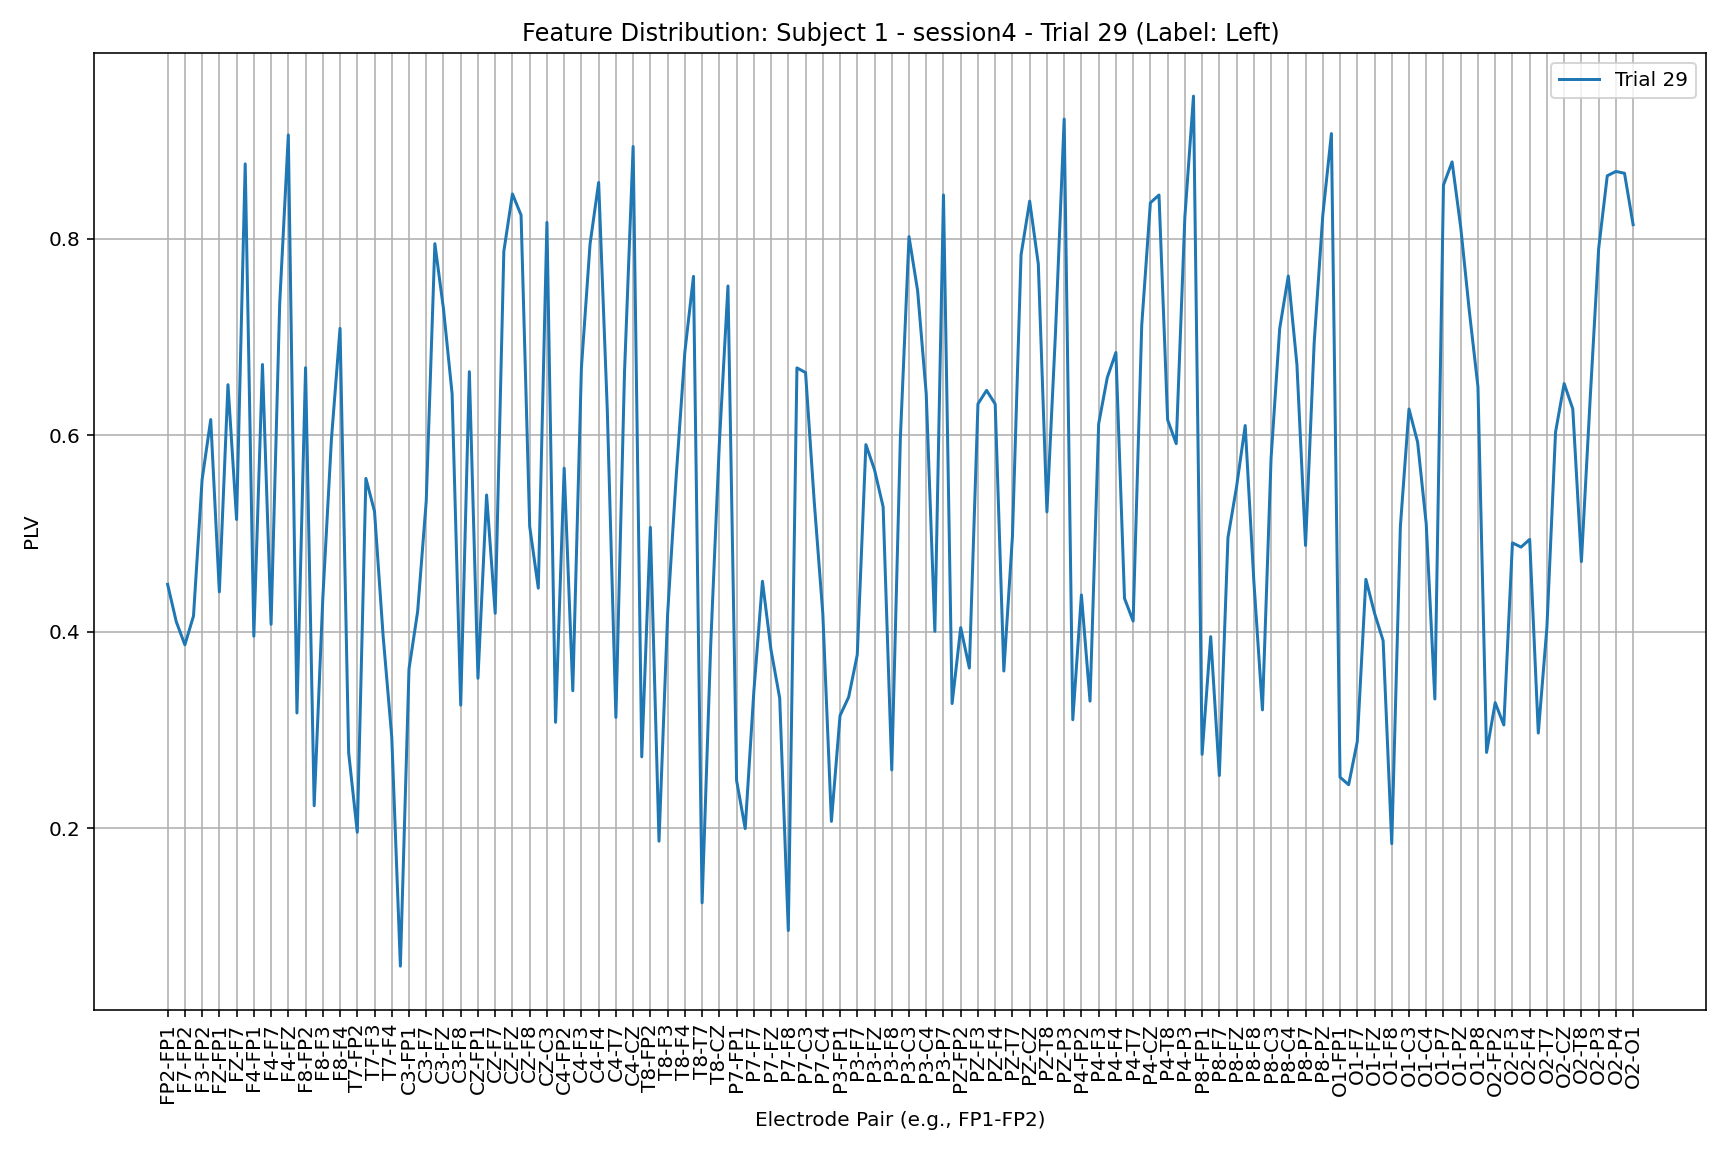 Feature Distribution: Subject 1 - session4 - Trial 29 (Label: Left)
Trial 29
PLV
0.8
0.6
0.4
0.2
FP2-FP1
F7-FP2
F3-FP2
FZ-FP1
FZ-F7
F4-FP1
F4-F7
F4-FZ
F8-FP2
F8-F3
F8-F4
T7-FP2
T7-F3
T7-F4
C3-FP1
C3-F7
C3-FZ
C3-F8
CZ-FP1
CZ-F7
CZ-FZ
CZ-F8
CZ-C3
C4-FP2
C4-F3
C4-F4
C4-T7
C4-CZ
T8-FP2
T8-F3
T8-F4
T8-T7
T8-CZ
P7-FP1
P7-F7
P7-FZ
P7-F8
P7-C3
P7-C4
P3-FP1
P3-F7
P3-FZ
P3-F8
P3-C3
P3-C4
P3-P7
PZ-FP2
PZ-F3
PZ-F4
PZ-T7
PZ-CZ
PZ-T8
PZ-P3
P4-FP2
P4-F3
P4-F4
P4-T7
P4-CZ
P4-T8
P4-P3
P8-FP1
P8-F7
P8-FZ
P8-F8
P8-C3
P8-C4
P8-P7
P8-PZ
O1-FP1
O1-F7
O1-FZ
O1-F8
O1-C3
O1-C4
O1-P7
O1-PZ
O1-P8
O2-FP2
O2-F3
O2-F4
O2-T7
O2-CZ
O2-T8
O2-P3
O2-P4
O2-O1
Electrode Pair (e.g., FP1-FP2)